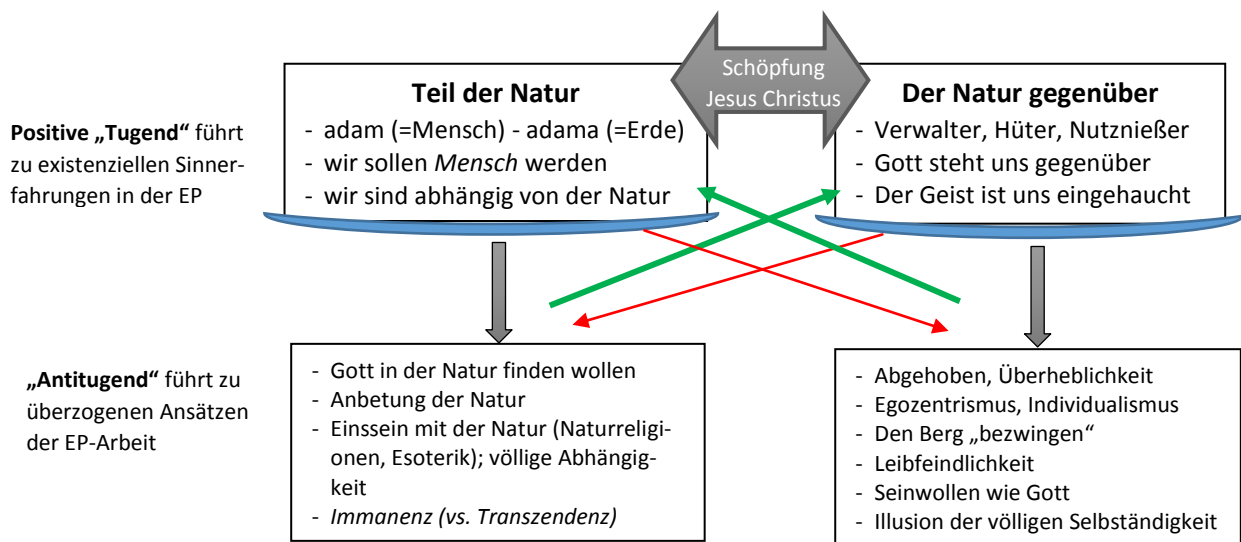 Schöpfung
Jesus Christus
Teil der Natur
- adam (=Mensch) - adama (=Erde)
- wir sollen Mensch werden
- wir sind abhängig von der Natur
Der Natur gegenüber
- Verwalter, Hüter, Nutznießer
- Gott steht uns gegenüber
- Der Geist ist uns eingehaucht
Positive „Tugend“ führt
zu existenziellen Sinner-
fahrungen in der EP
„Antitugend“ führt zu
überzogenen Ansätzen
der EP-Arbeit
- Gott in der Natur finden wollen
- Anbetung der Natur
- Einssein mit der Natur (Naturreligi-
onen, Esoterik); völlige Abhängig-
keit
- Immanenz (vs. Transzendenz)
- Abgehoben, Überheblichkeit
- Egozentrismus, Individualismus
- Den Berg „bezwingen“
- Leibfeindlichkeit
- Seinwollen wie Gott
- Illusion der völligen Selbständigkeit